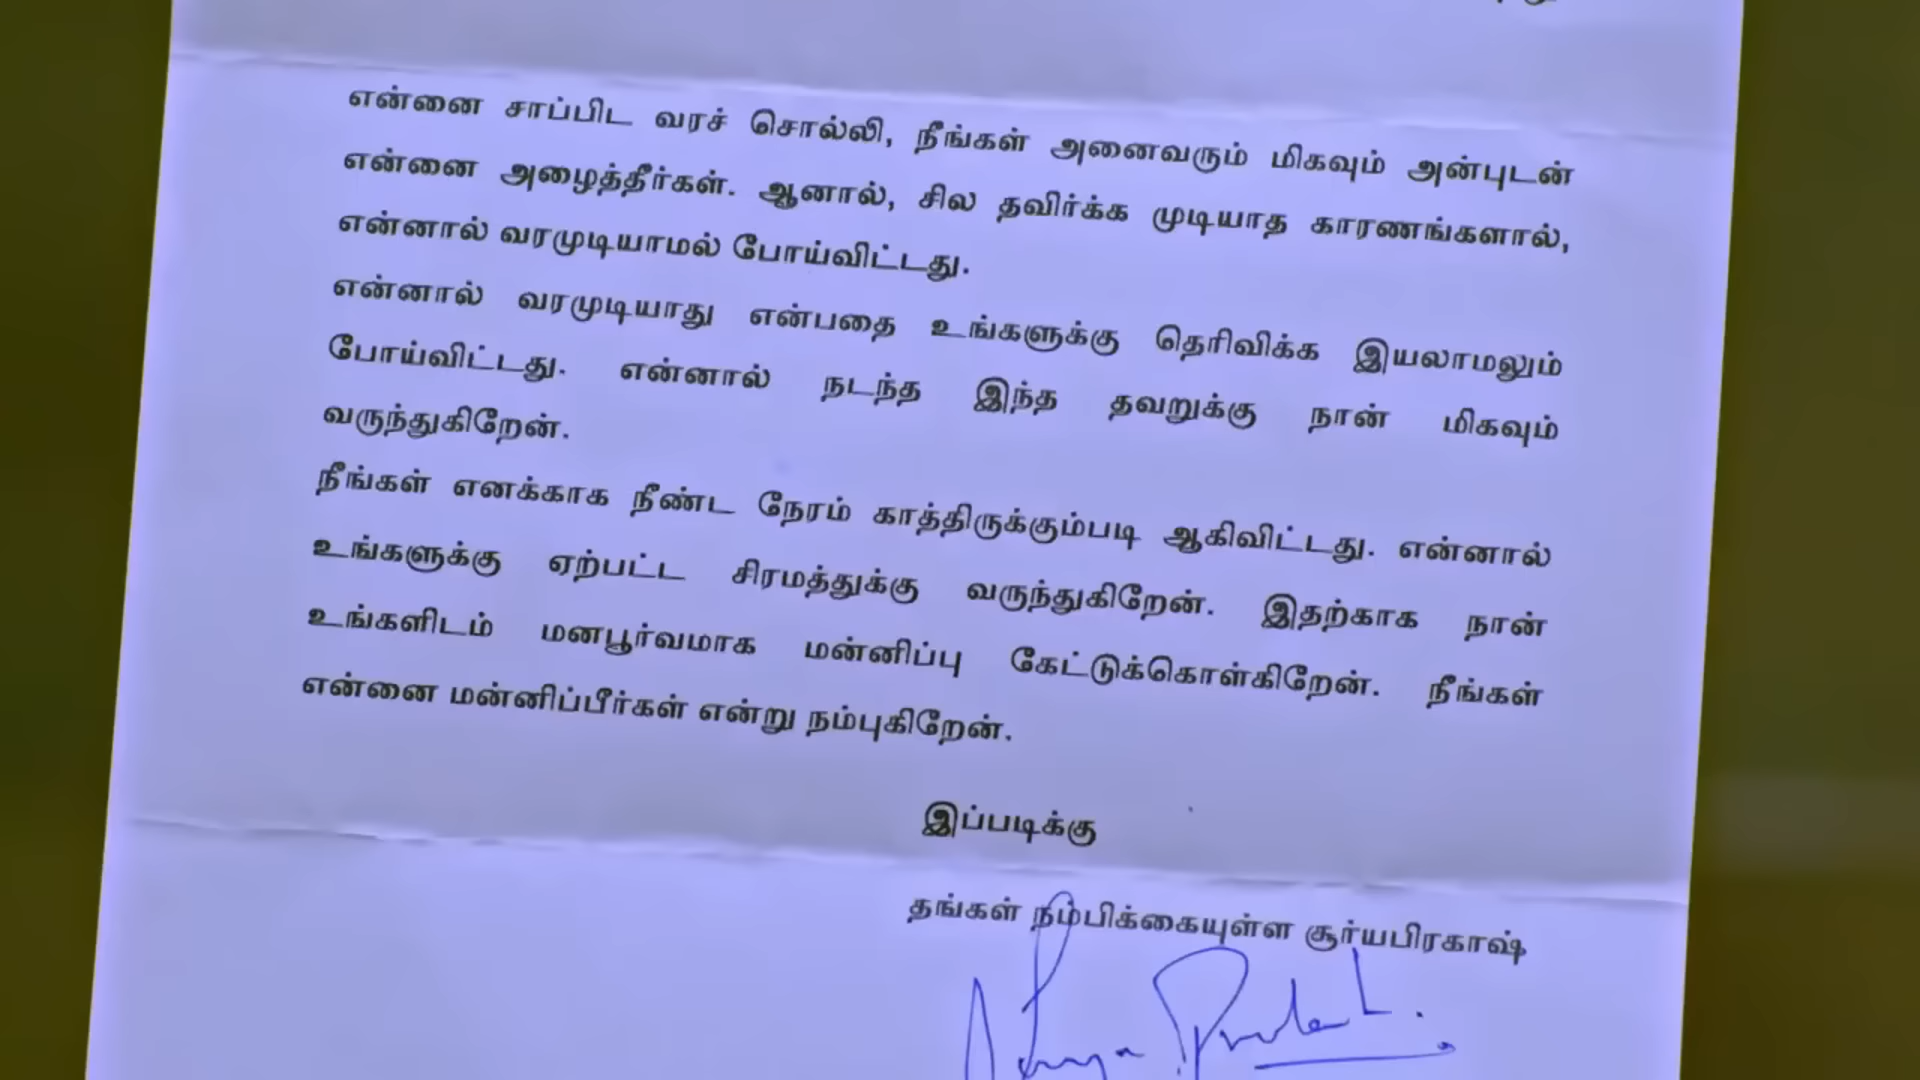 என்னை சாப்பிட வரச் சொல்லி, நீங்கள் அனைவரும் மிகவும் அன்புடன்
என்னை அழைத்தீர்கள். ஆனால், சில தவிர்க்க முடியாத காரணங்களால்,
என்னால் வரமுடியாமல் போய்விட்டது.
என்னால் வரமுடியாது என்பதை உங்களுக்கு தெரிவிக்க இயலாமலும்
போய்விட்டது. என்னால் நடந்த இந்த தவறுக்கு நான் மிகவும்
வருந்துகிறேன்.
நீங்கள் எனக்காக நீண்ட நேரம் காத்திருக்கும்படி ஆகிவிட்டது. என்னால்
உங்களுக்கு ஏற்பட்ட சிரமத்துக்கு வருந்துகிறேன். இதற்காக நான்
உங்களிடம் மனபூர்வமாக மன்னிப்பு கேட்டுக்கொள்கிறேன். நீங்கள்
என்னை மன்னிப்பீர்கள் என்று நம்புகிறேன்.
இப்படிக்கு
தங்கள் நம்பிக்கையுள்ள சூர்யபிரகாஷ்